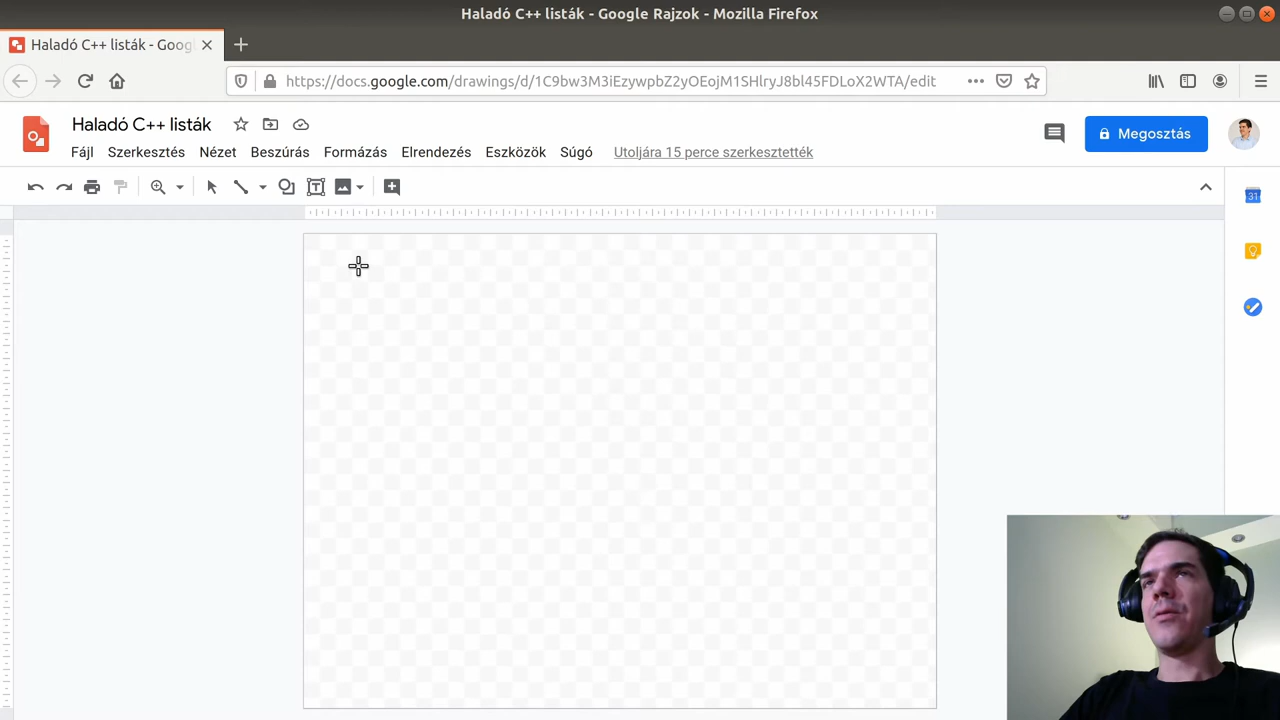 Haladó C++ listák - Google Rajzok - Mozilla Firefox
Haladó C++ listák - Goog
https://docs.google.com/drawings/d/1C9bw3M3iEzywpbZ2yOEojM1SHlryJ8bl45FDLoX2WTA/edit
Haladó C++ listák
Megosztás
Fájl Szerkesztés Nézet Beszúrás Formázás Elrendezés Eszközök Súgó Utoljára 15 perce szerkesztették
31